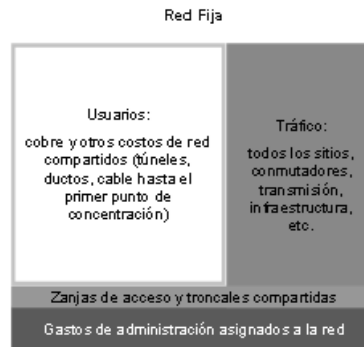 Red Fija
Usuarios:
cobre y otros costos de red
compartidos (túneles,
ductos, cable hasta el
primer punto de
concentración)
Tráfico:
todos los sitios,
conmutadores,
transmisión,
infraestructura,
etc.
Zanjas de acceso y troncales compartidas
Gastos de administración asignados a la red